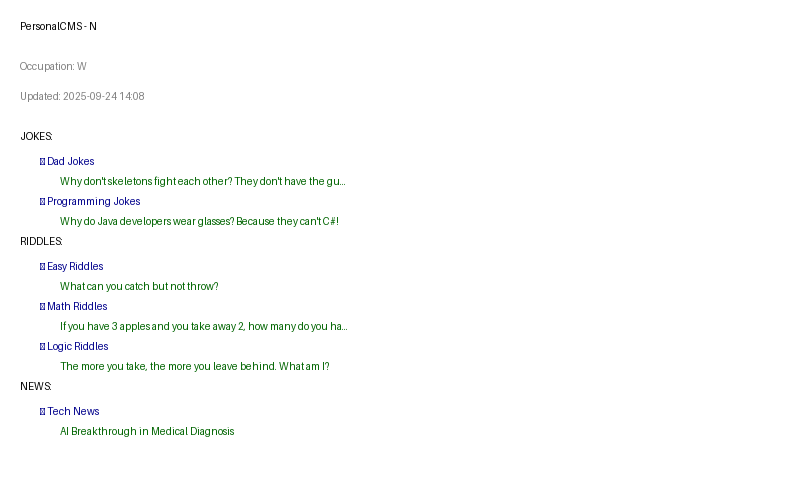 PersonalCMS - N
Occupation: W
Updated: 2025-09-24 14:08
JOKES:
Dad Jokes
Why don't skeletons fight each other? They don't have the gu...
Programming Jokes
Why do Java developers wear glasses? Because they can't C#!
RIDDLES:
Easy Riddles
What can you catch but not throw?
Math Riddles
If you have 3 apples and you take away 2, how many do you ha...
Logic Riddles
The more you take, the more you leave behind. What am I?
NEWS:
Tech News
AI Breakthrough in Medical Diagnosis